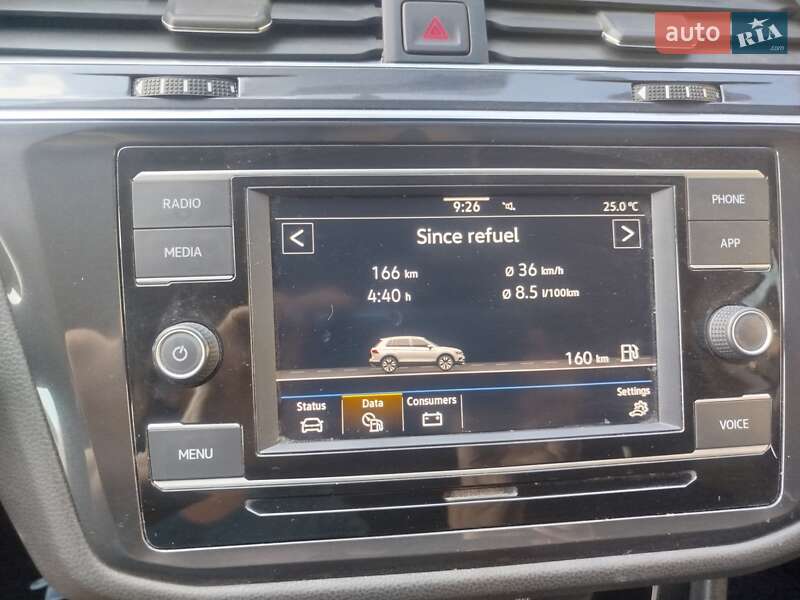 auto RIA .com
RADIO
MEDIA
MENU
9:26
25.0 °C
Since refuel
166 km
Ø 36 km/h
4:40 h
Ø 8.5 l/100km
160 km
Status
Data
Consumers
Settings
PHONE
APP
VOICE